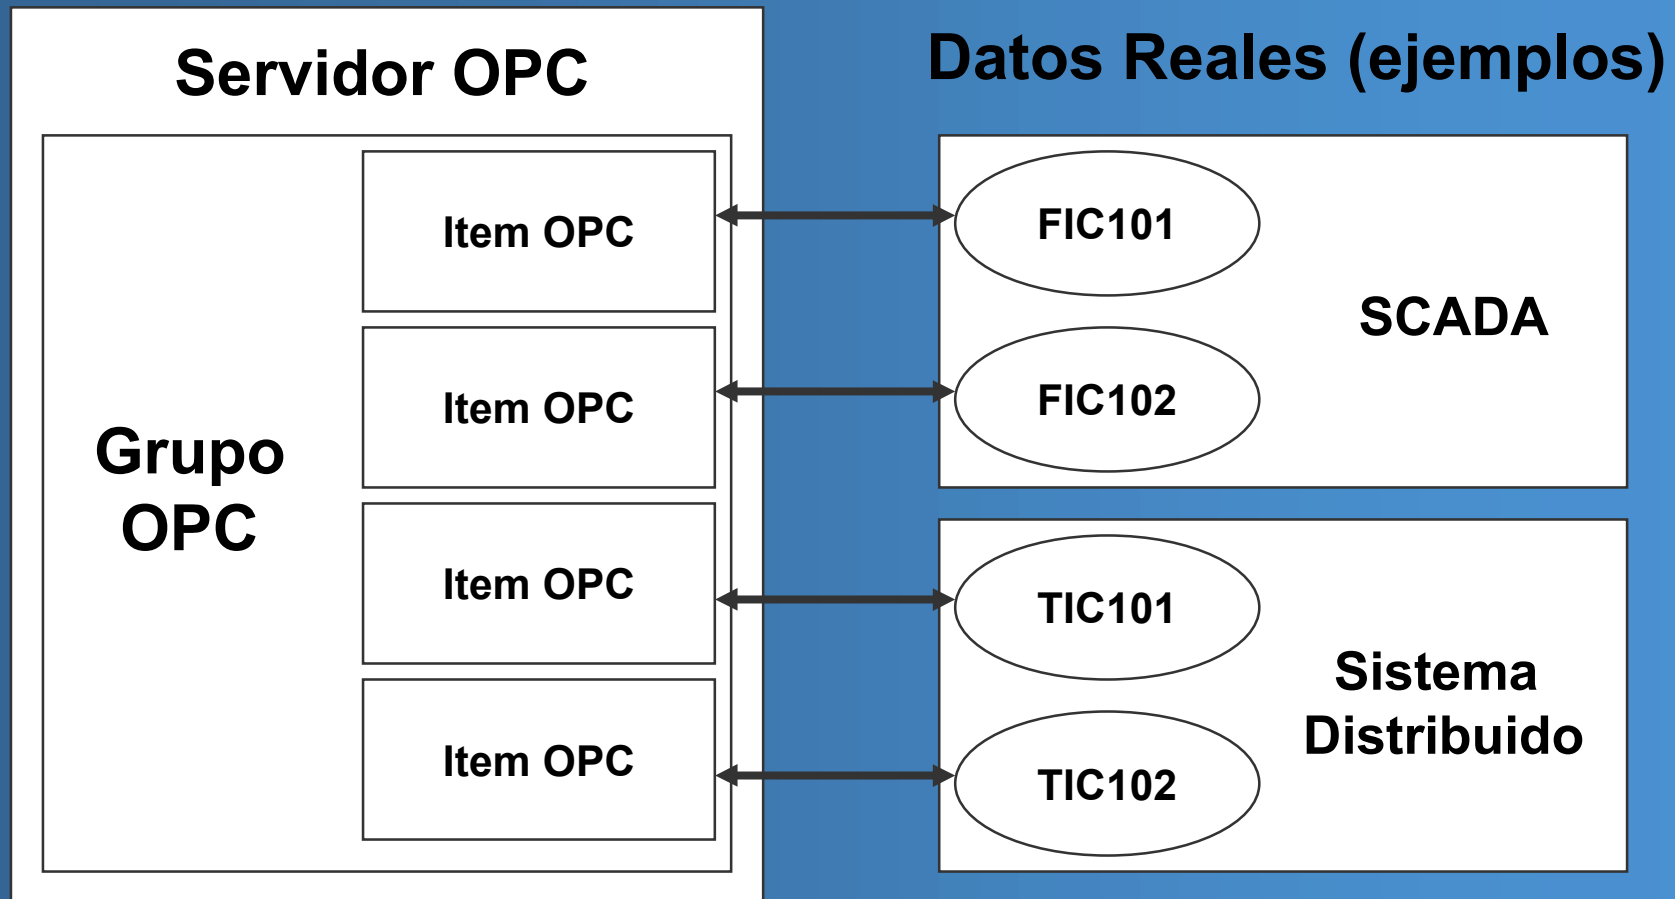 Servidor OPC
Datos Reales (ejemplos)
Grupo
OPC
Item OPC
Item OPC
Item OPC
Item OPC
FIC101
FIC102
SCADA
TIC101
TIC102
Sistema
Distribuido